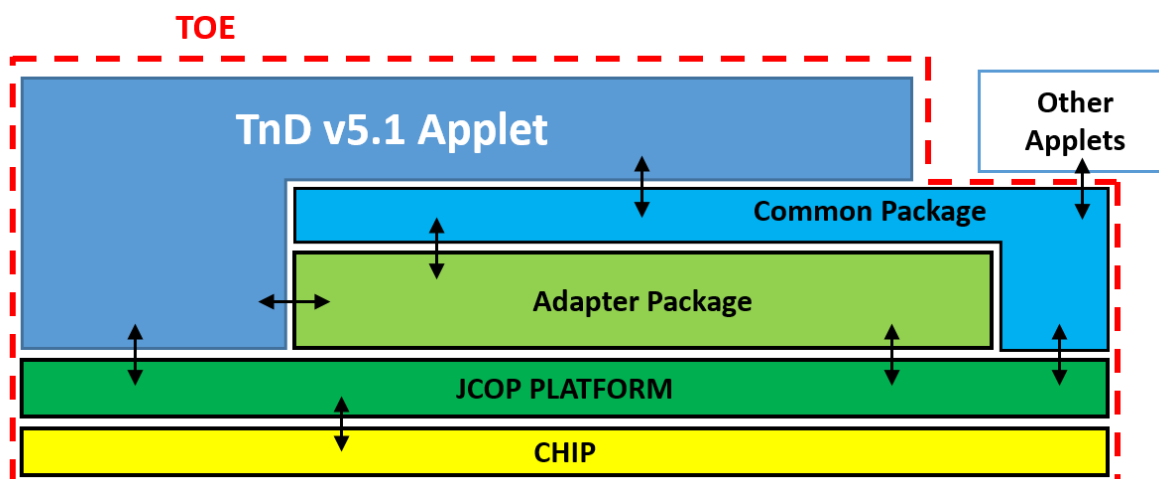 TOE
TnD v5.1 Applet
Other
Applets
Common Package
Adapter Package
JCOP PLATFORM
CHIP